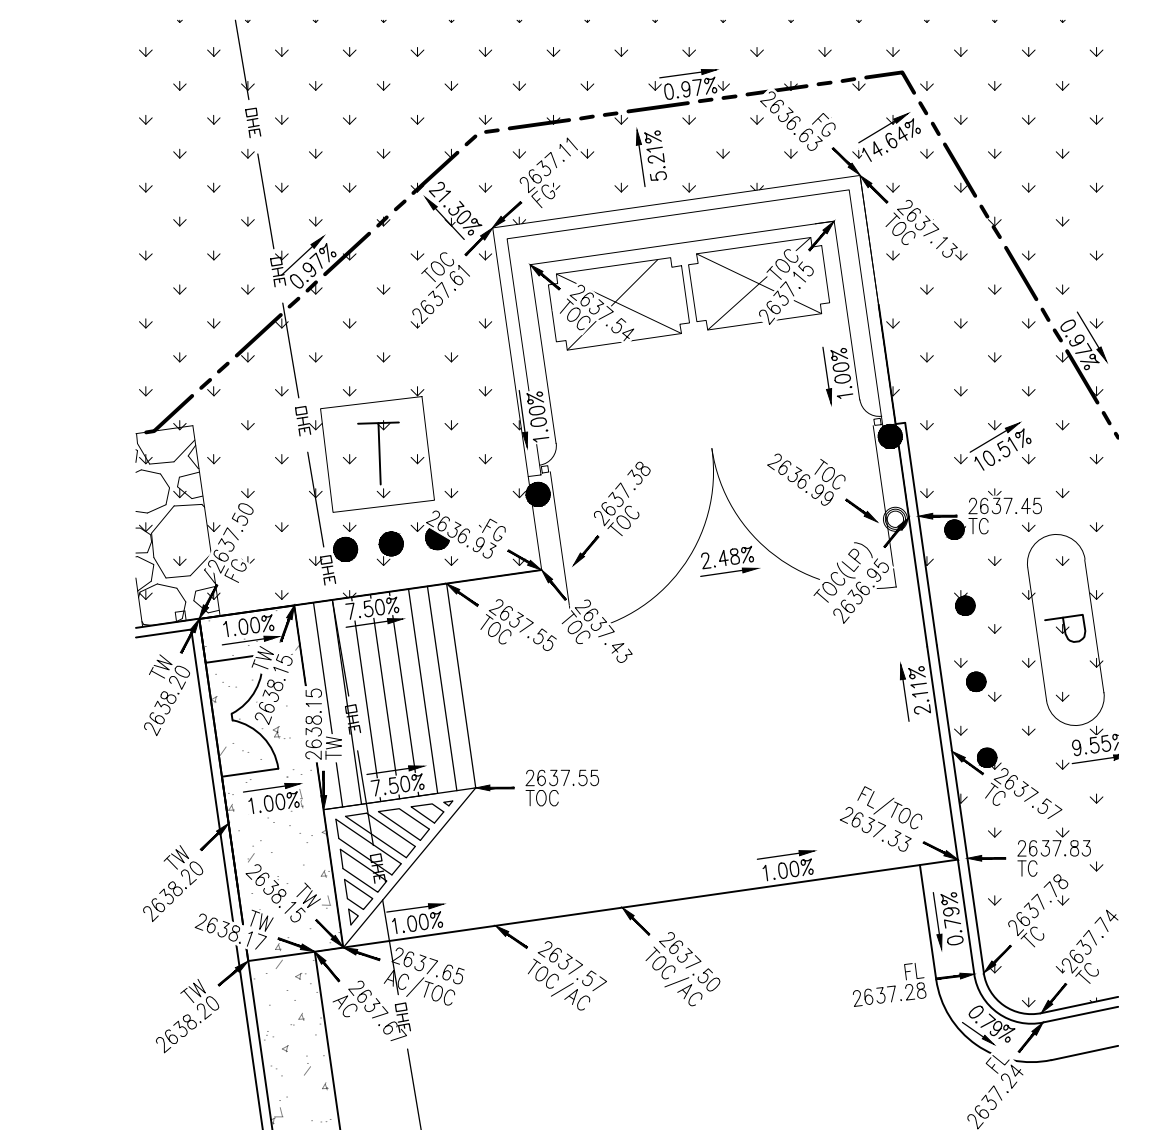 OHE
0.97%
2636.63
FG
14.64%
5.21%
2637.11
FG
21.30%
2637.13
TOC
OHE
0.97%
TOC
2637.61
TOC
2637.15
2637.54
TOC
0.97%
1.00%
1.00%
OHE
T
10.51%
TOC
2636.99
2637.38
TOC
2637.45
TC
FG
2636.93
2637.50
FG
2.48%
TOC(LP)
2636.95
OHE
7.50%
1.00%
2637.55
TOC
2637.43
TOC
P
TW
2638.20
TW
2638.15
2638.15
TW
OHE
2.11%
9.55%
7.50%
1.00%
2637.55
TOC
2637.57
TC
FL/TOC
2637.33
2637.83
TC
OHE
1.00%
TW
2638.20
TW
2638.15
1.00%
0.79%
2637.78
TC
TW
2638.17
2637.74
TC
2637.65
AC/TOC
2637.57
TOC/AC
2637.50
TOC/AC
FL
2637.28
TW
2638.20
2637.67
AC
OHE
0.79%
FL
2637.24